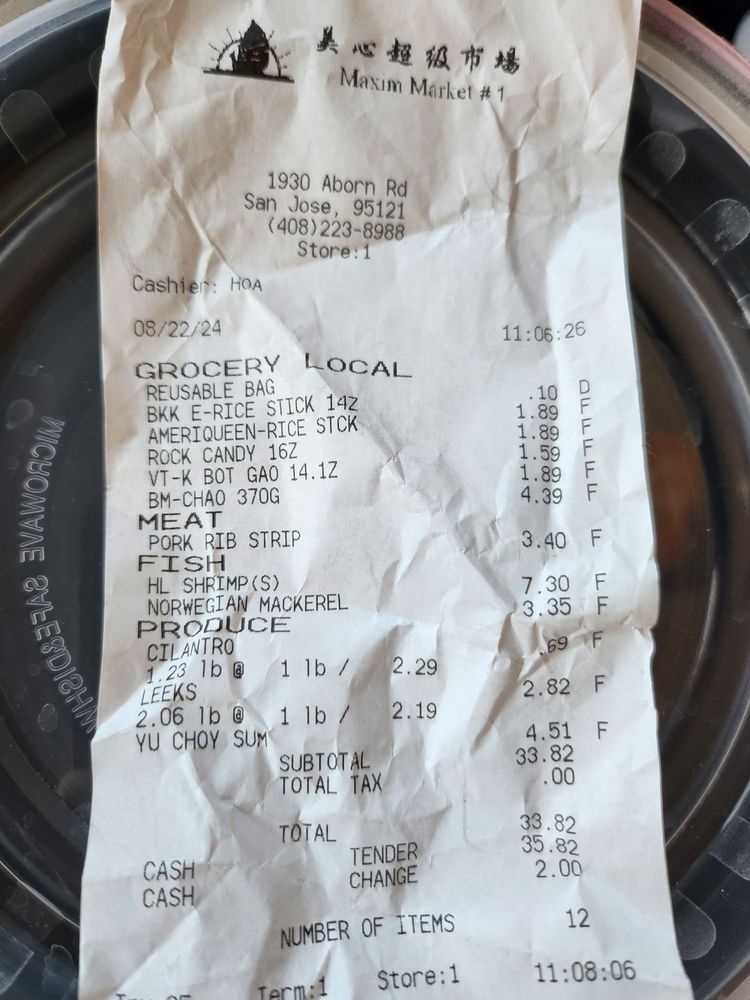 美心超级市場
Maxim Market # 1
1930 Aborn Rd
San Jose, 95121
(408)223-8988
Store:1
Cashier: HOA
08/22/24 11:06:26
GROCERY LOCAL
REUSABLE BAG .10 D
BKK E-RICE STICK 14Z 1.89 F
AMERIQUEEN-RICE STCK 1.89 F
ROCK CANDY 16Z 1.59 F
VT-K BOT GAO 14.1Z 1.89 F
BM-CHAO 370G 4.39 F
MEAT
PORK RIB STRIP 3.40 F
FISH
HL SHRIMP(S) 7.30 F
NORWEGIAN MACKEREL 3.35 F
PRODUCE
CILANTRO .69 F
1.23 lb @ 1 lb / 2.29
LEEKS 2.82 F
2.06 lb @ 1 lb / 2.19
YU CHOY SUM 4.51 F
SUBTOTAL 33.82
TOTAL TAX .00
TOTAL 33.82
CASH TENDER 35.82
CASH CHANGE 2.00
NUMBER OF ITEMS 12
Term:1 Store:1 11:08:06
MICROWAVE SAFE